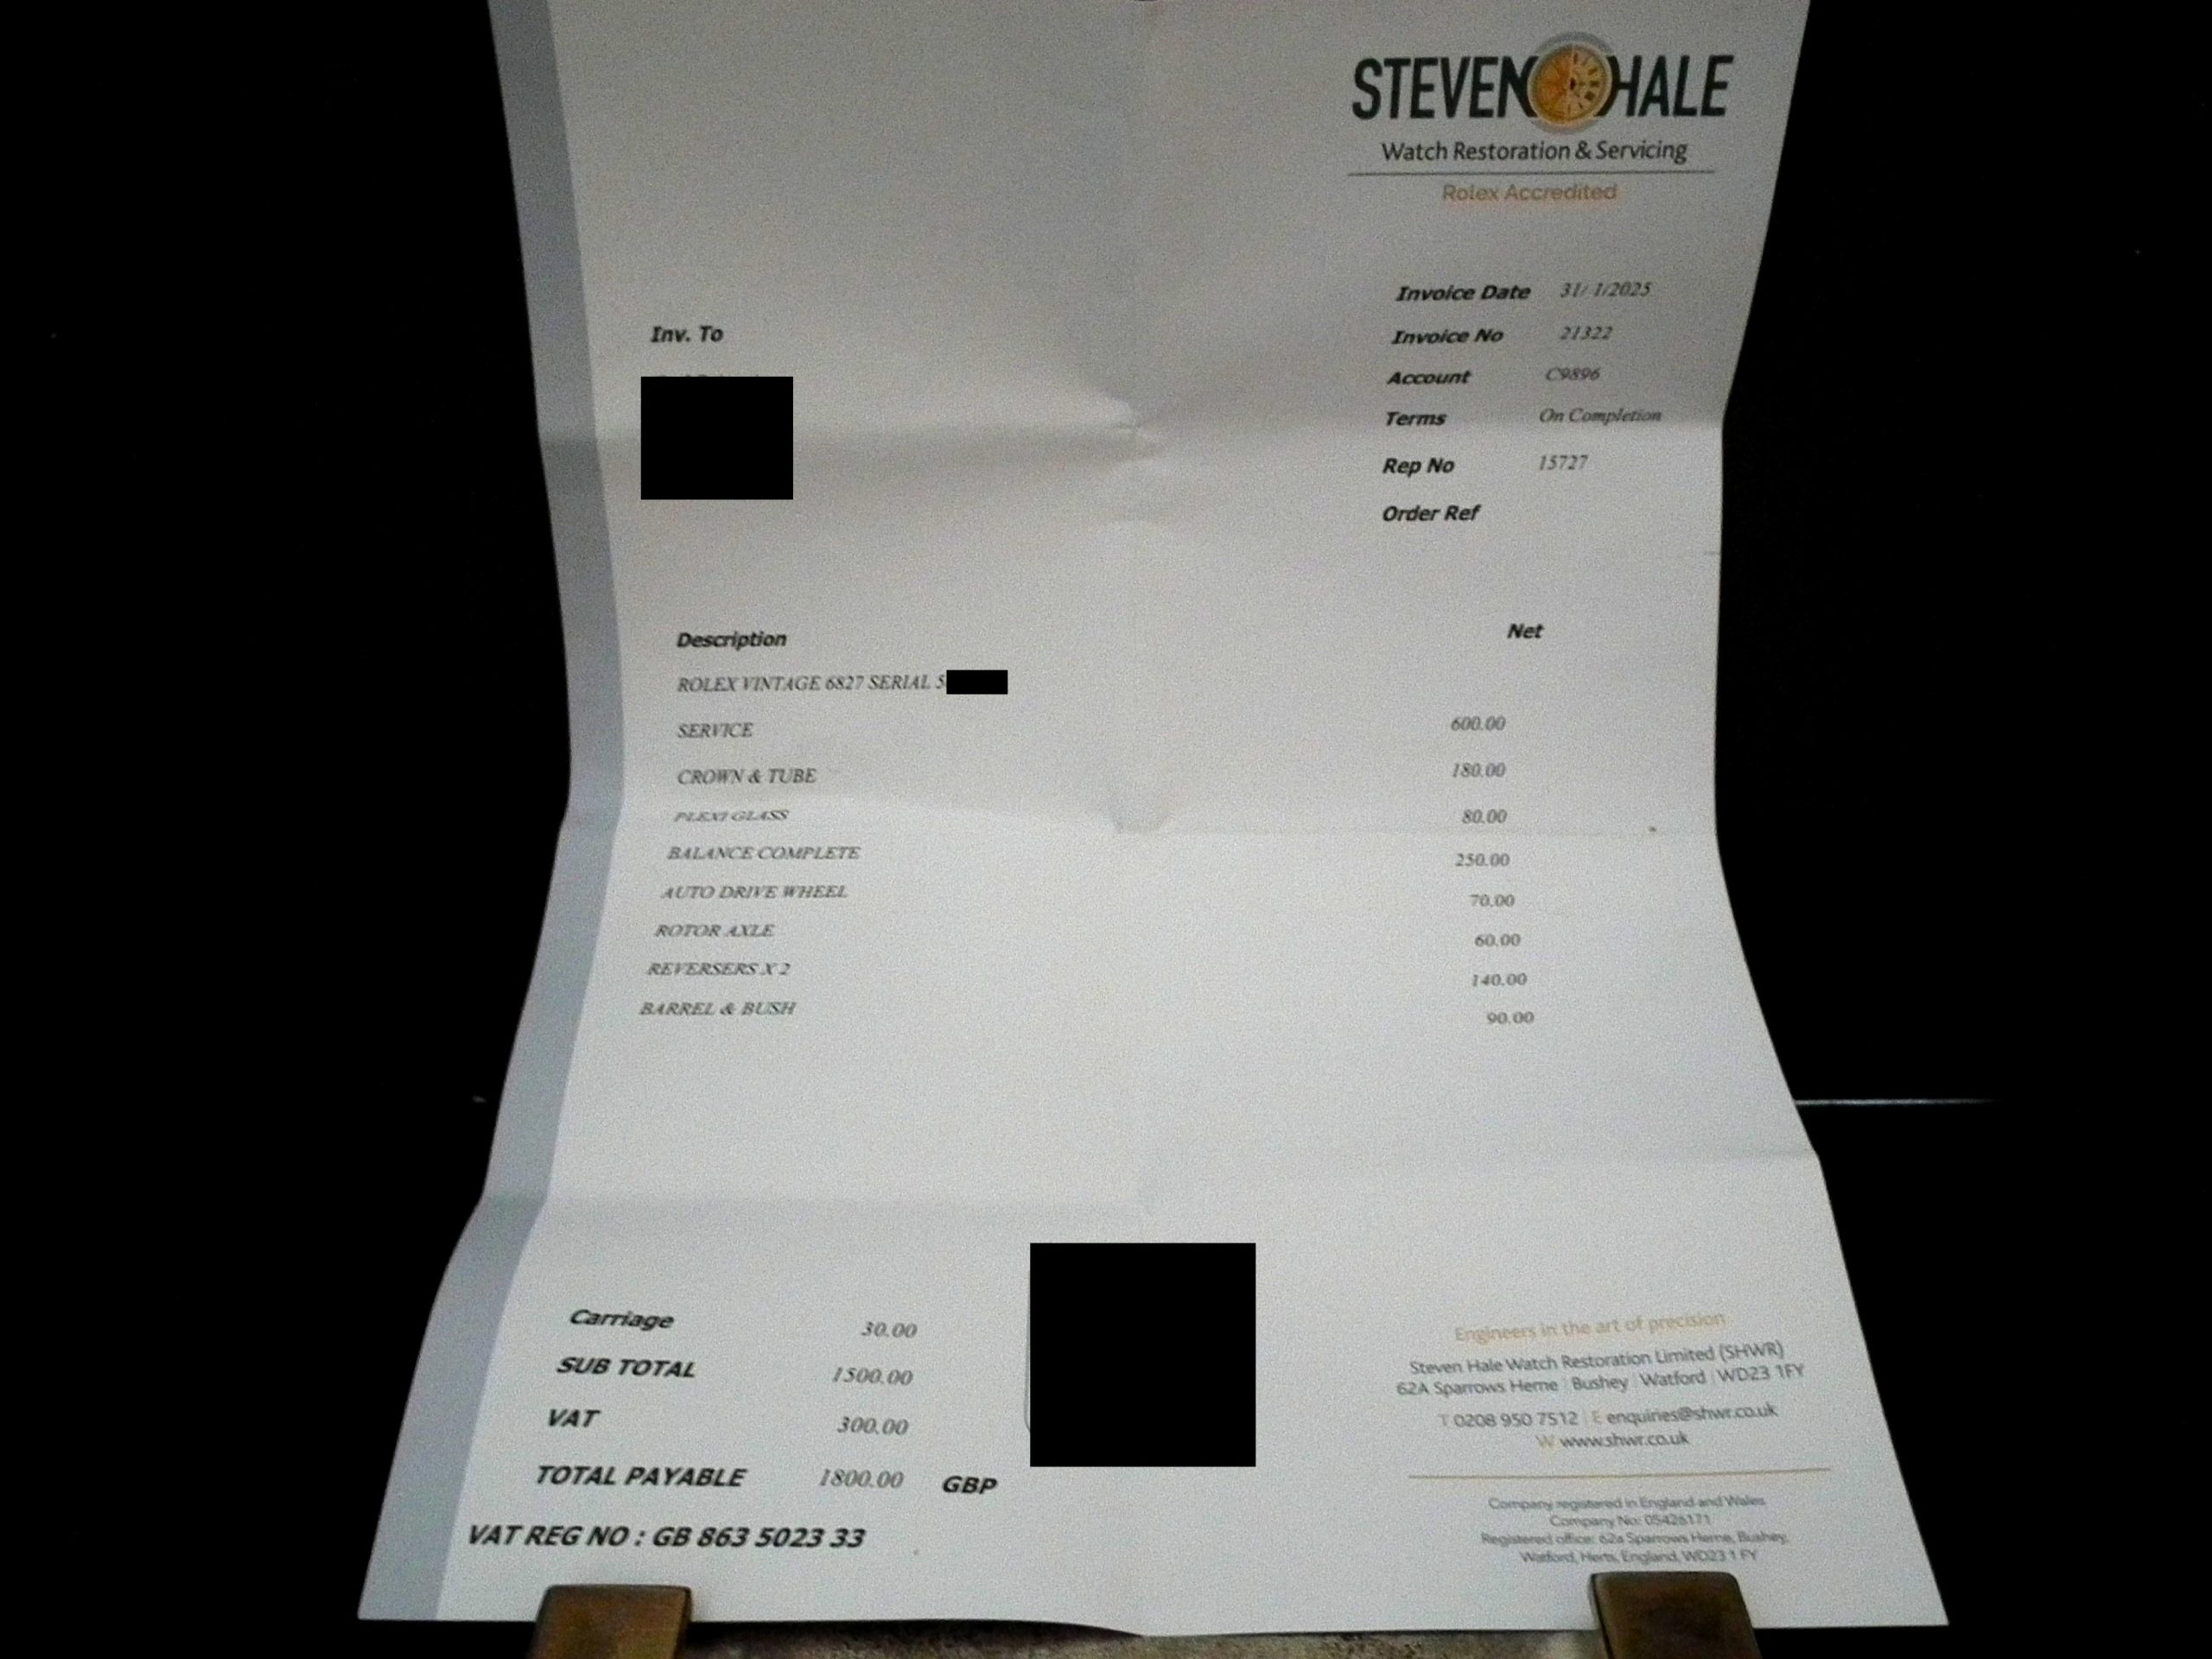 STEVEN HALE
Watch Restoration & Servicing
Rolex Accredited
Invoice Date 31/ 1/2025
Inv. To
Invoice No 21322
Account C9896
Terms On Completion
Rep No 15727
Order Ref
Description Net
ROLEX VINTAGE 6827 SERIAL 5
SERVICE 600.00
CROWN & TUBE 180.00
PLEXI GLASS 80.00
BALANCE COMPLETE 250.00
AUTO DRIVE WHEEL 70.00
ROTOR AXLE 60.00
REVERSERS X 2 140.00
BARREL & BUSH 90.00
Carriage 30.00
SUB TOTAL 1500.00
VAT 300.00
TOTAL PAYABLE 1800.00 GBP
VAT REG NO : GB 863 5023 33
Engineers in the art of precision
Steven Hale Watch Restoration Limited (SHWR)
62A Sparrows Herne | Bushey | Watford | WD23 1FY
T 0208 950 7512 | E enquiries@shwr.co.uk
W www.shwr.co.uk
Company registered in England and Wales
Company No: 05426171
Registered office: 62a Sparrows Herne, Bushey,
Watford, Herts, England, WD23 1 FY